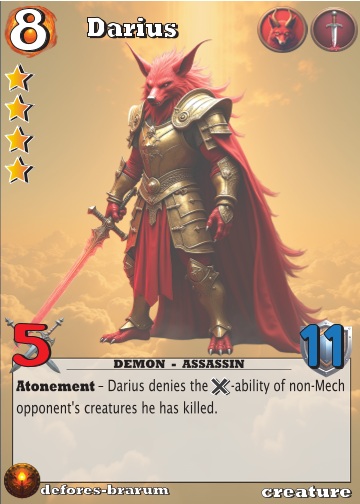 8 Darius
5 11
DEMON - ASSASSIN
Atonement - Darius denies the -ability of non-Mech
opponent's creatures he has killed.
defores-brarum creature